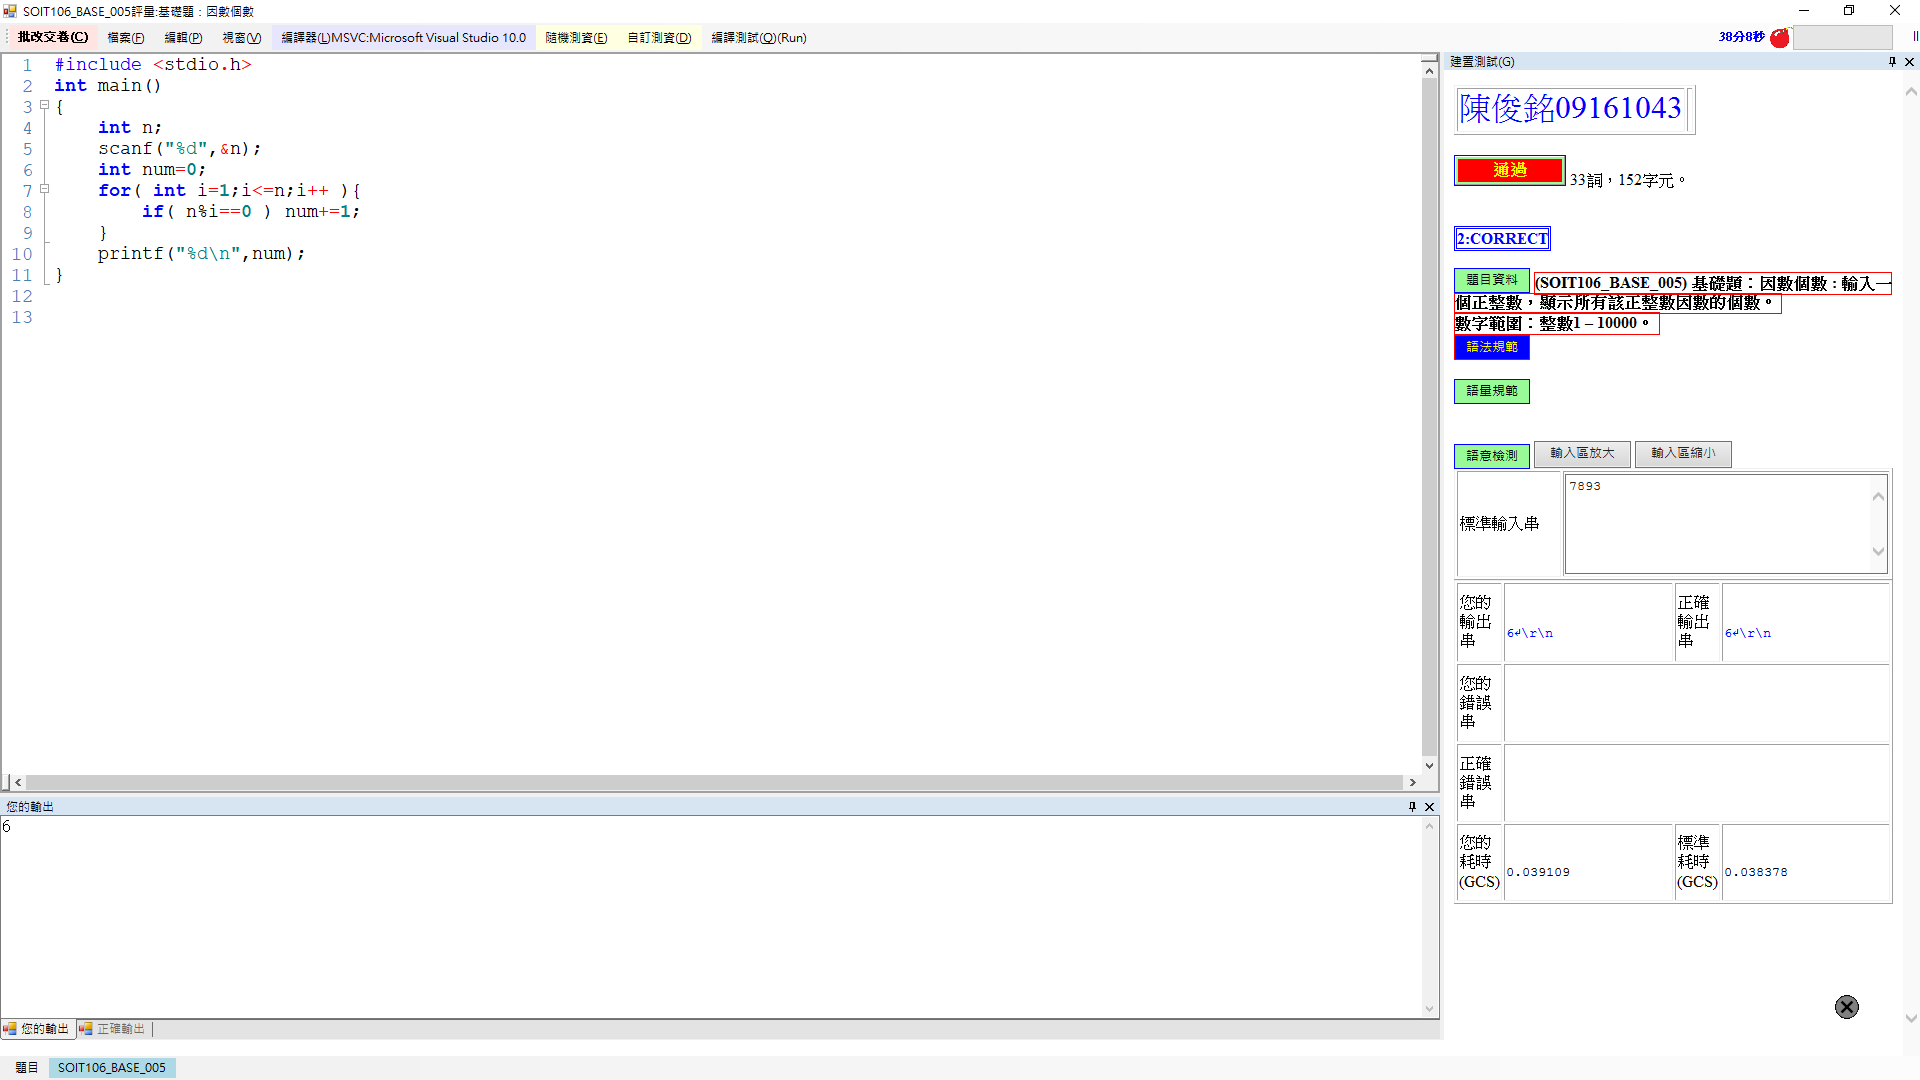 SOIT106_BASE_005評量:基礎題：因數個數
批改交卷(C) 檔案(F) 編輯(P) 視窗(V) 編譯器(L)MSVC:Microsoft Visual Studio 10.0 隨機測資(E) 自訂測資(D) 編譯測試(Q)(Run)
38分8秒
1 #include <stdio.h>
2 int main()
3 {
4 int n;
5 scanf("%d",&n);
6 int num=0;
7 for( int i=1;i<=n;i++ ){
8 if( n%i==0 ) num+=1;
9 }
10 printf("%d\n",num);
11 }
12
13
您的輸出
6
您的輸出 正確輸出
題目 SOIT106_BASE_005
建置測試(G)
陳俊銘09161043
通過 33詞，152字元。
2:CORRECT
題目資料 (SOIT106_BASE_005) 基礎題：因數個數 : 輸入一
個正整數，顯示所有該正整數因數的個數。
數字範圍：整數1 – 10000。
語法規範
語量規範
語意檢測 輸入區放大 輸入區縮小
標準輸入串 7893
您的
輸出
串
6↵\r\n
正確
輸出
串
6↵\r\n
您的
錯誤
串
正確
錯誤
串
您的
耗時
(GCS)
0.039109
標準
耗時
(GCS)
0.038378